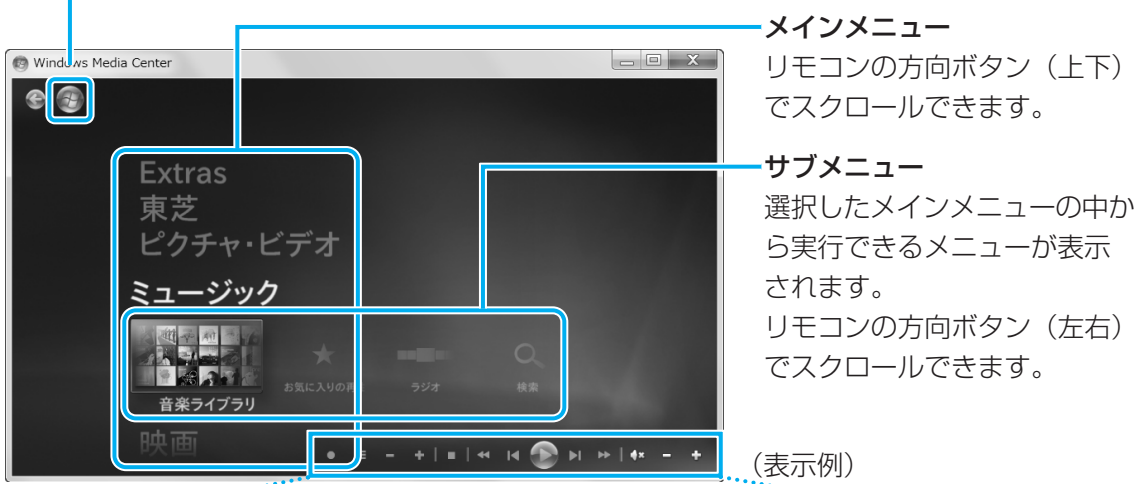 メインメニュー
リモコンの方向ボタン（上下）
でスクロールできます。
サブメニュー
選択したメインメニューの中か
ら実行できるメニューが表示
されます。
リモコンの方向ボタン（左右）
でスクロールできます。
（表示例）
Windows Media Center
Extras
東芝
ピクチャ・ビデオ
ミュージック
音楽ライブラリ
お気に入りの再
ラジオ
検索
映画